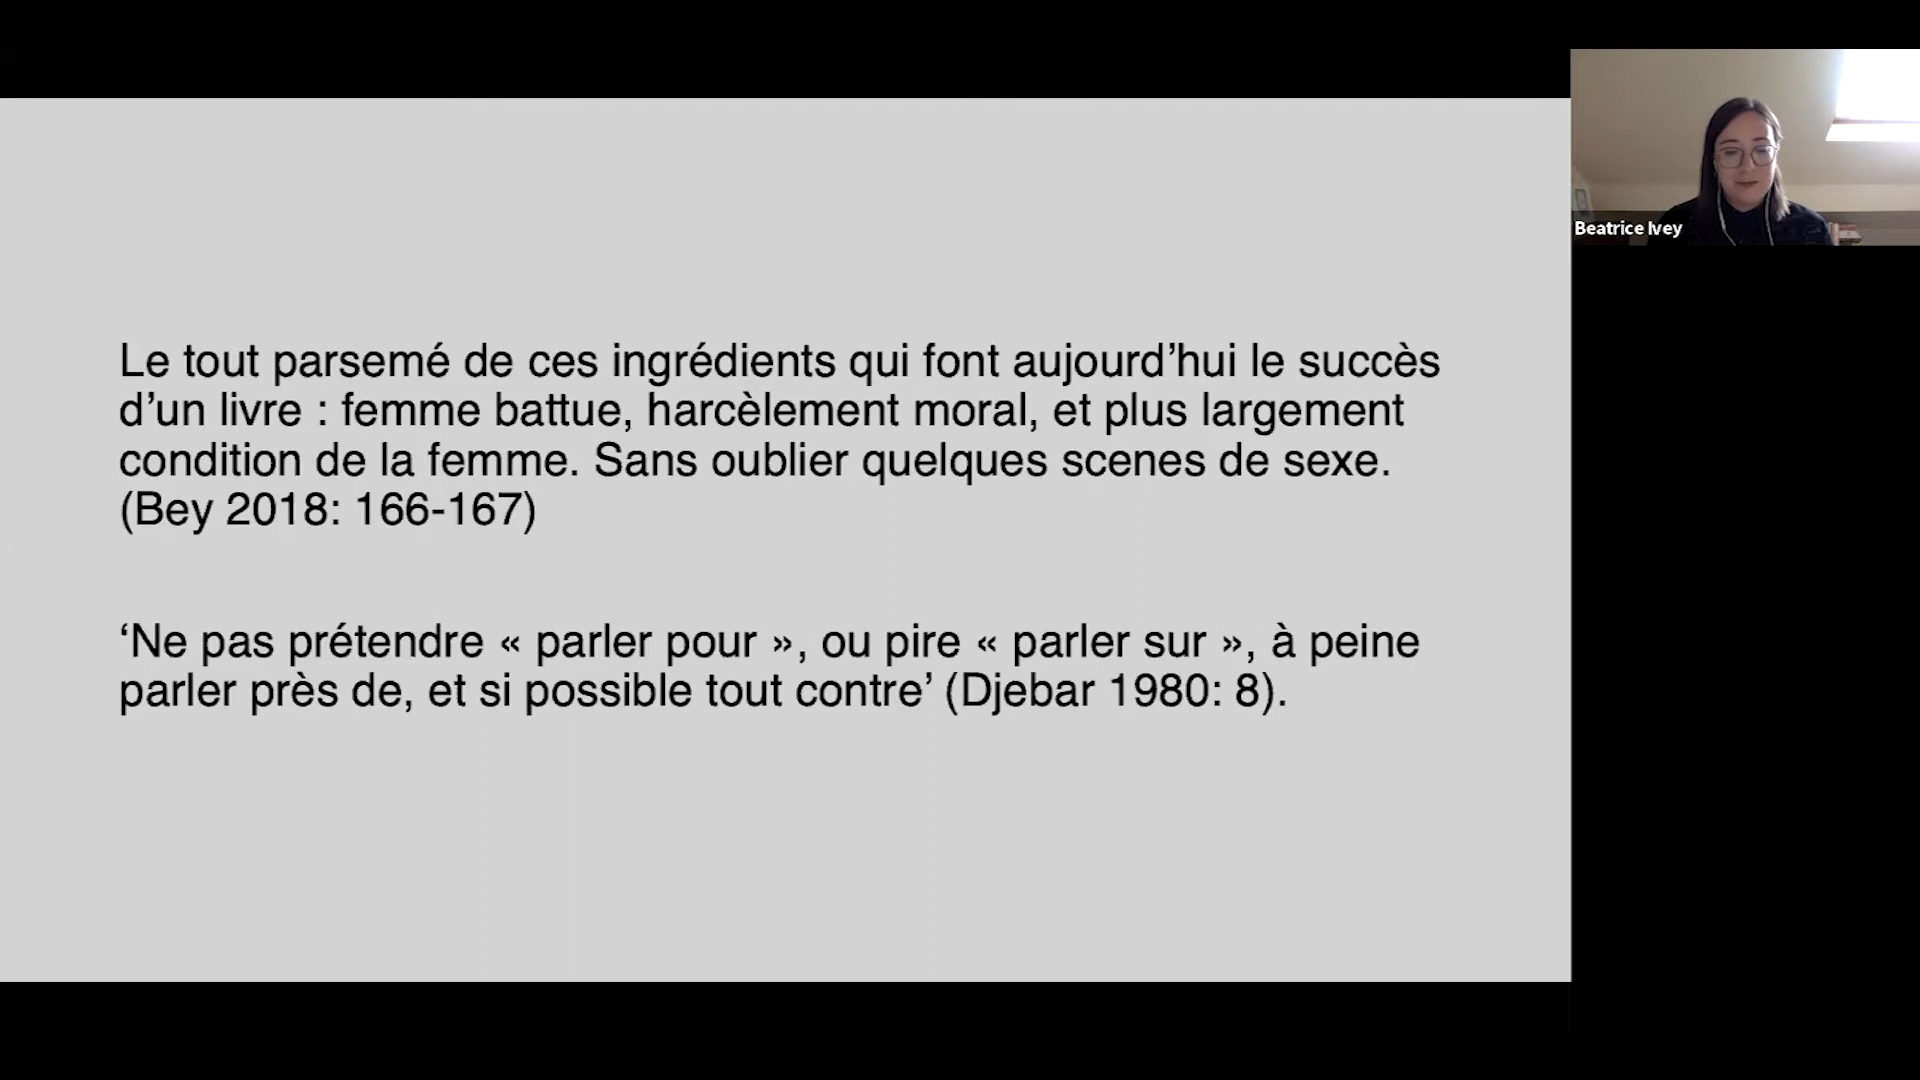 Le tout parsemé de ces ingrédients qui font aujourd’hui le succès
d’un livre : femme battue, harcèlement moral, et plus largement
condition de la femme. Sans oublier quelques scenes de sexe.
(Bey 2018: 166-167)
‘Ne pas prétendre « parler pour », ou pire « parler sur », à peine
parler près de, et si possible tout contre’ (Djebar 1980: 8).
Beatrice Ivey